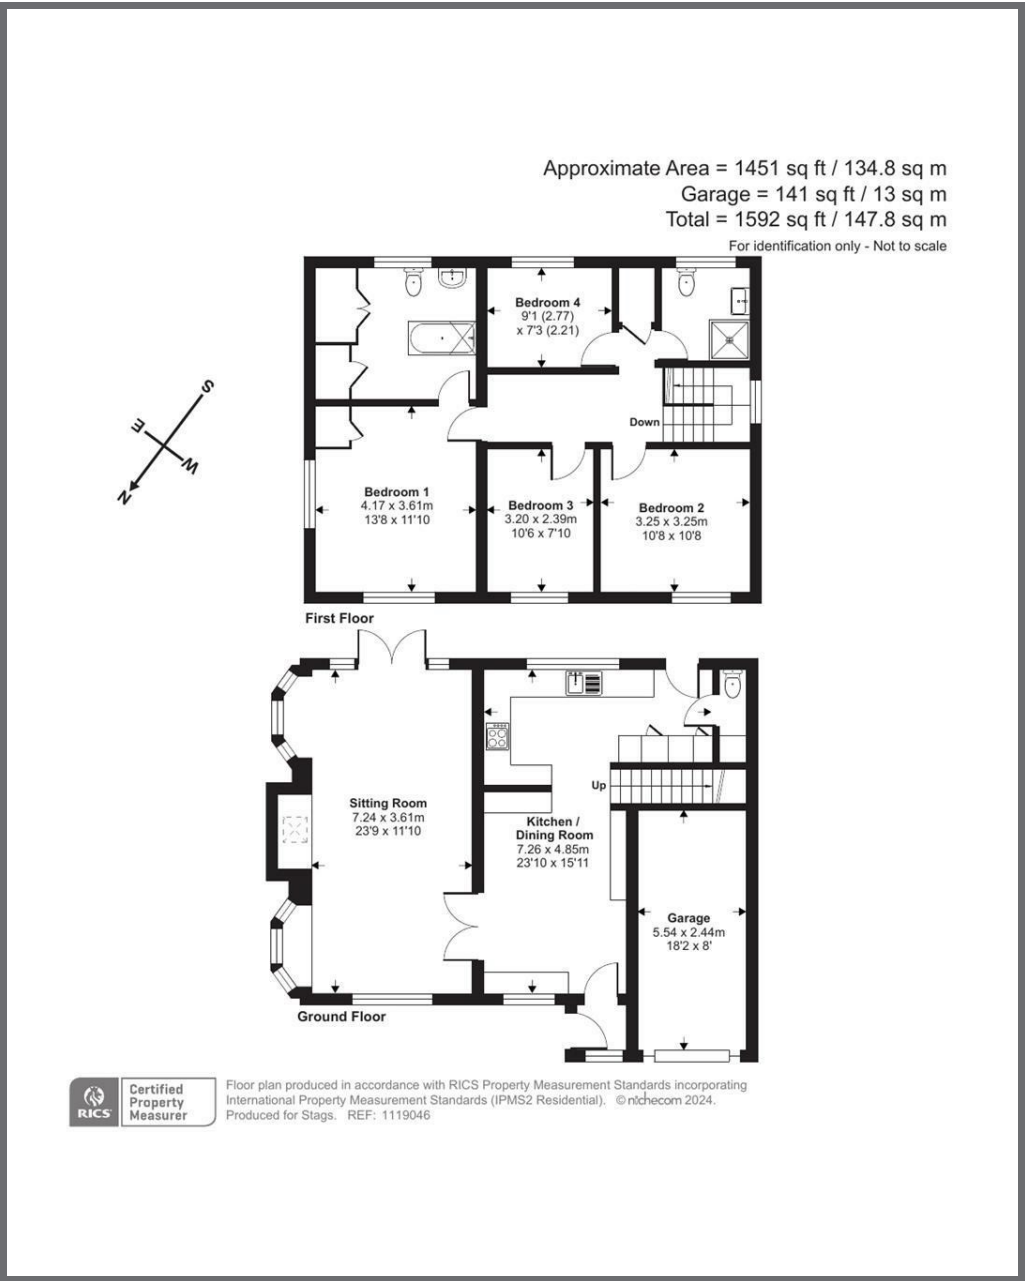 Approximate Area = 1451 sq ft / 134.8 sq m
Garage = 141 sq ft / 13 sq m
Total = 1592 sq ft / 147.8 sq m
For identification only - Not to scale
Bedroom 4
9'1 (2.77)
x 7'3 (2.21)
S
E
W
N
Down
Bedroom 1
4.17 x 3.61m
13'8 x 11'10
Bedroom 3
3.20 x 2.39m
10'6 x 7'10
Bedroom 2
3.25 x 3.25m
10'8 x 10'8
First Floor
Up
Sitting Room
7.24 x 3.61m
23'9 x 11'10
Kitchen /
Dining Room
7.26 x 4.85m
23'10 x 15'11
Garage
5.54 x 2.44m
18'2 x 8'
Ground Floor
RICS
Certified
Property
Measurer
Floor plan produced in accordance with RICS Property Measurement Standards incorporating
International Property Measurement Standards (IPMS2 Residential). © nichecom 2024.
Produced for Stags. REF: 1119046